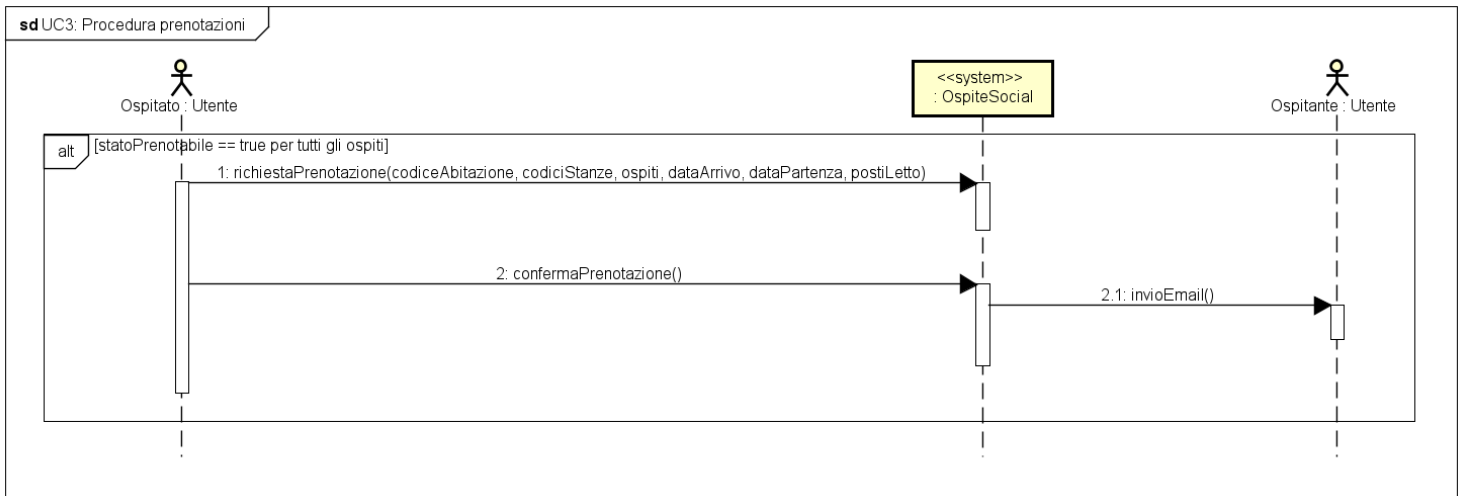 sd UC3: Procedura prenotazioni
Ospitato : Utente
<<system>>
: OspiteSocial
Ospitante : Utente
alt [statoPrenotabile == true per tutti gli ospiti]
1: richiestaPrenotazione(codiceAbitazione, codiciStanze, ospiti, dataArrivo, dataPartenza, postiLetto)
2: confermaPrenotazione()
2.1: invioEmail()